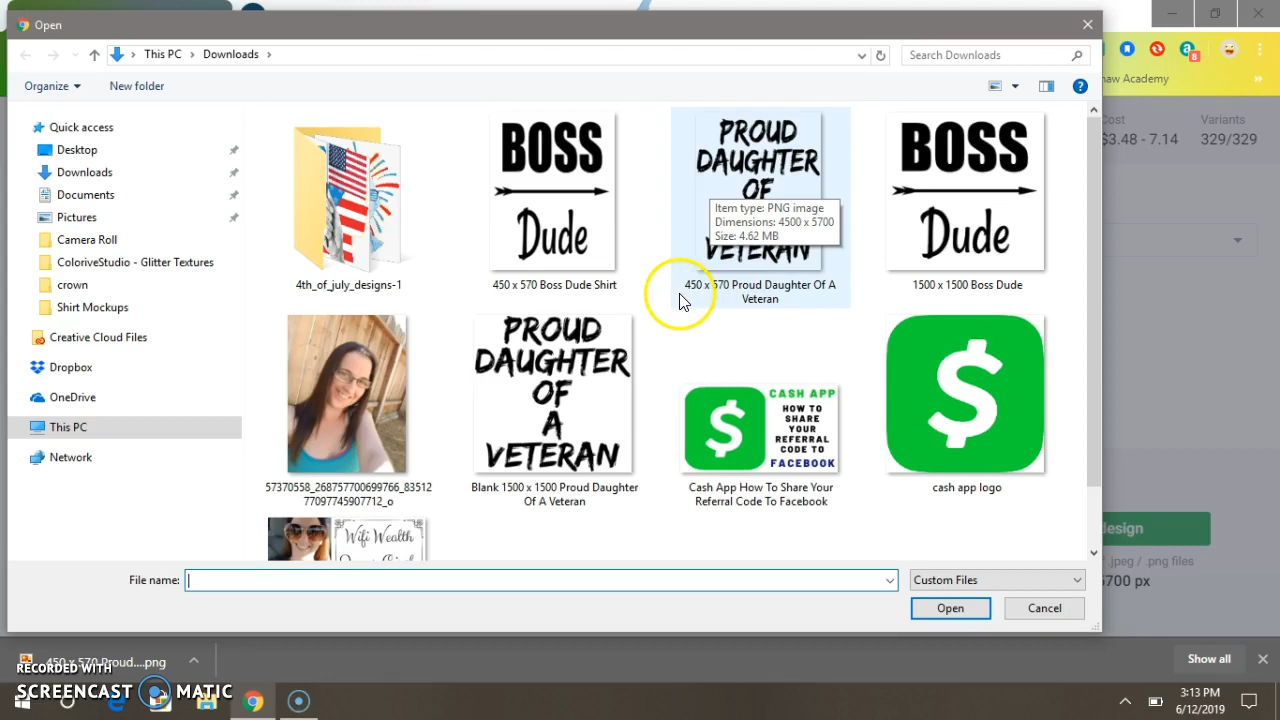 Open
This PC
Downloads
Search Downloads
Organize
New folder
?
8
haw Academy
»
Cost
Variants
$3.48 - 7.14
329/329
Quick access
Desktop
Downloads
Documents
Pictures
Camera Roll
ColoriveStudio - Glitter Textures
crown
Shirt Mockups
Creative Cloud Files
Dropbox
OneDrive
This PC
Network
4th_of_july_designs-1
BOSS
Dude
450 x 570 Boss Dude Shirt
PROUD
DAUGHTER
OF
VETERAN
Item type: PNG image
Dimensions: 4500 x 5700
Size: 4.62 MB
450 x 570 Proud Daughter Of A
Veteran
BOSS
Dude
1500 x 1500 Boss Dude
57370558_268757700699766_83512
77097745907712_o
PROUD
DAUGHTER
OF
A
VETERAN
Blank 1500 x 1500 Proud Daughter
Of A Veteran
$
CASH APP
HOW TO
SHARE
YOUR
REFERRAL
CODE TO
FACEBOOK
Cash App How To Share Your
Referral Code To Facebook
$
cash app logo
Wifi Wealth
design
.jpeg / .png files
5700 px
File name:
Custom Files
Open
Cancel
450 x 570 Proud....png
Show all
RECORDED WITH
SCREENCAST MATIC
3:13 PM
6/12/2019